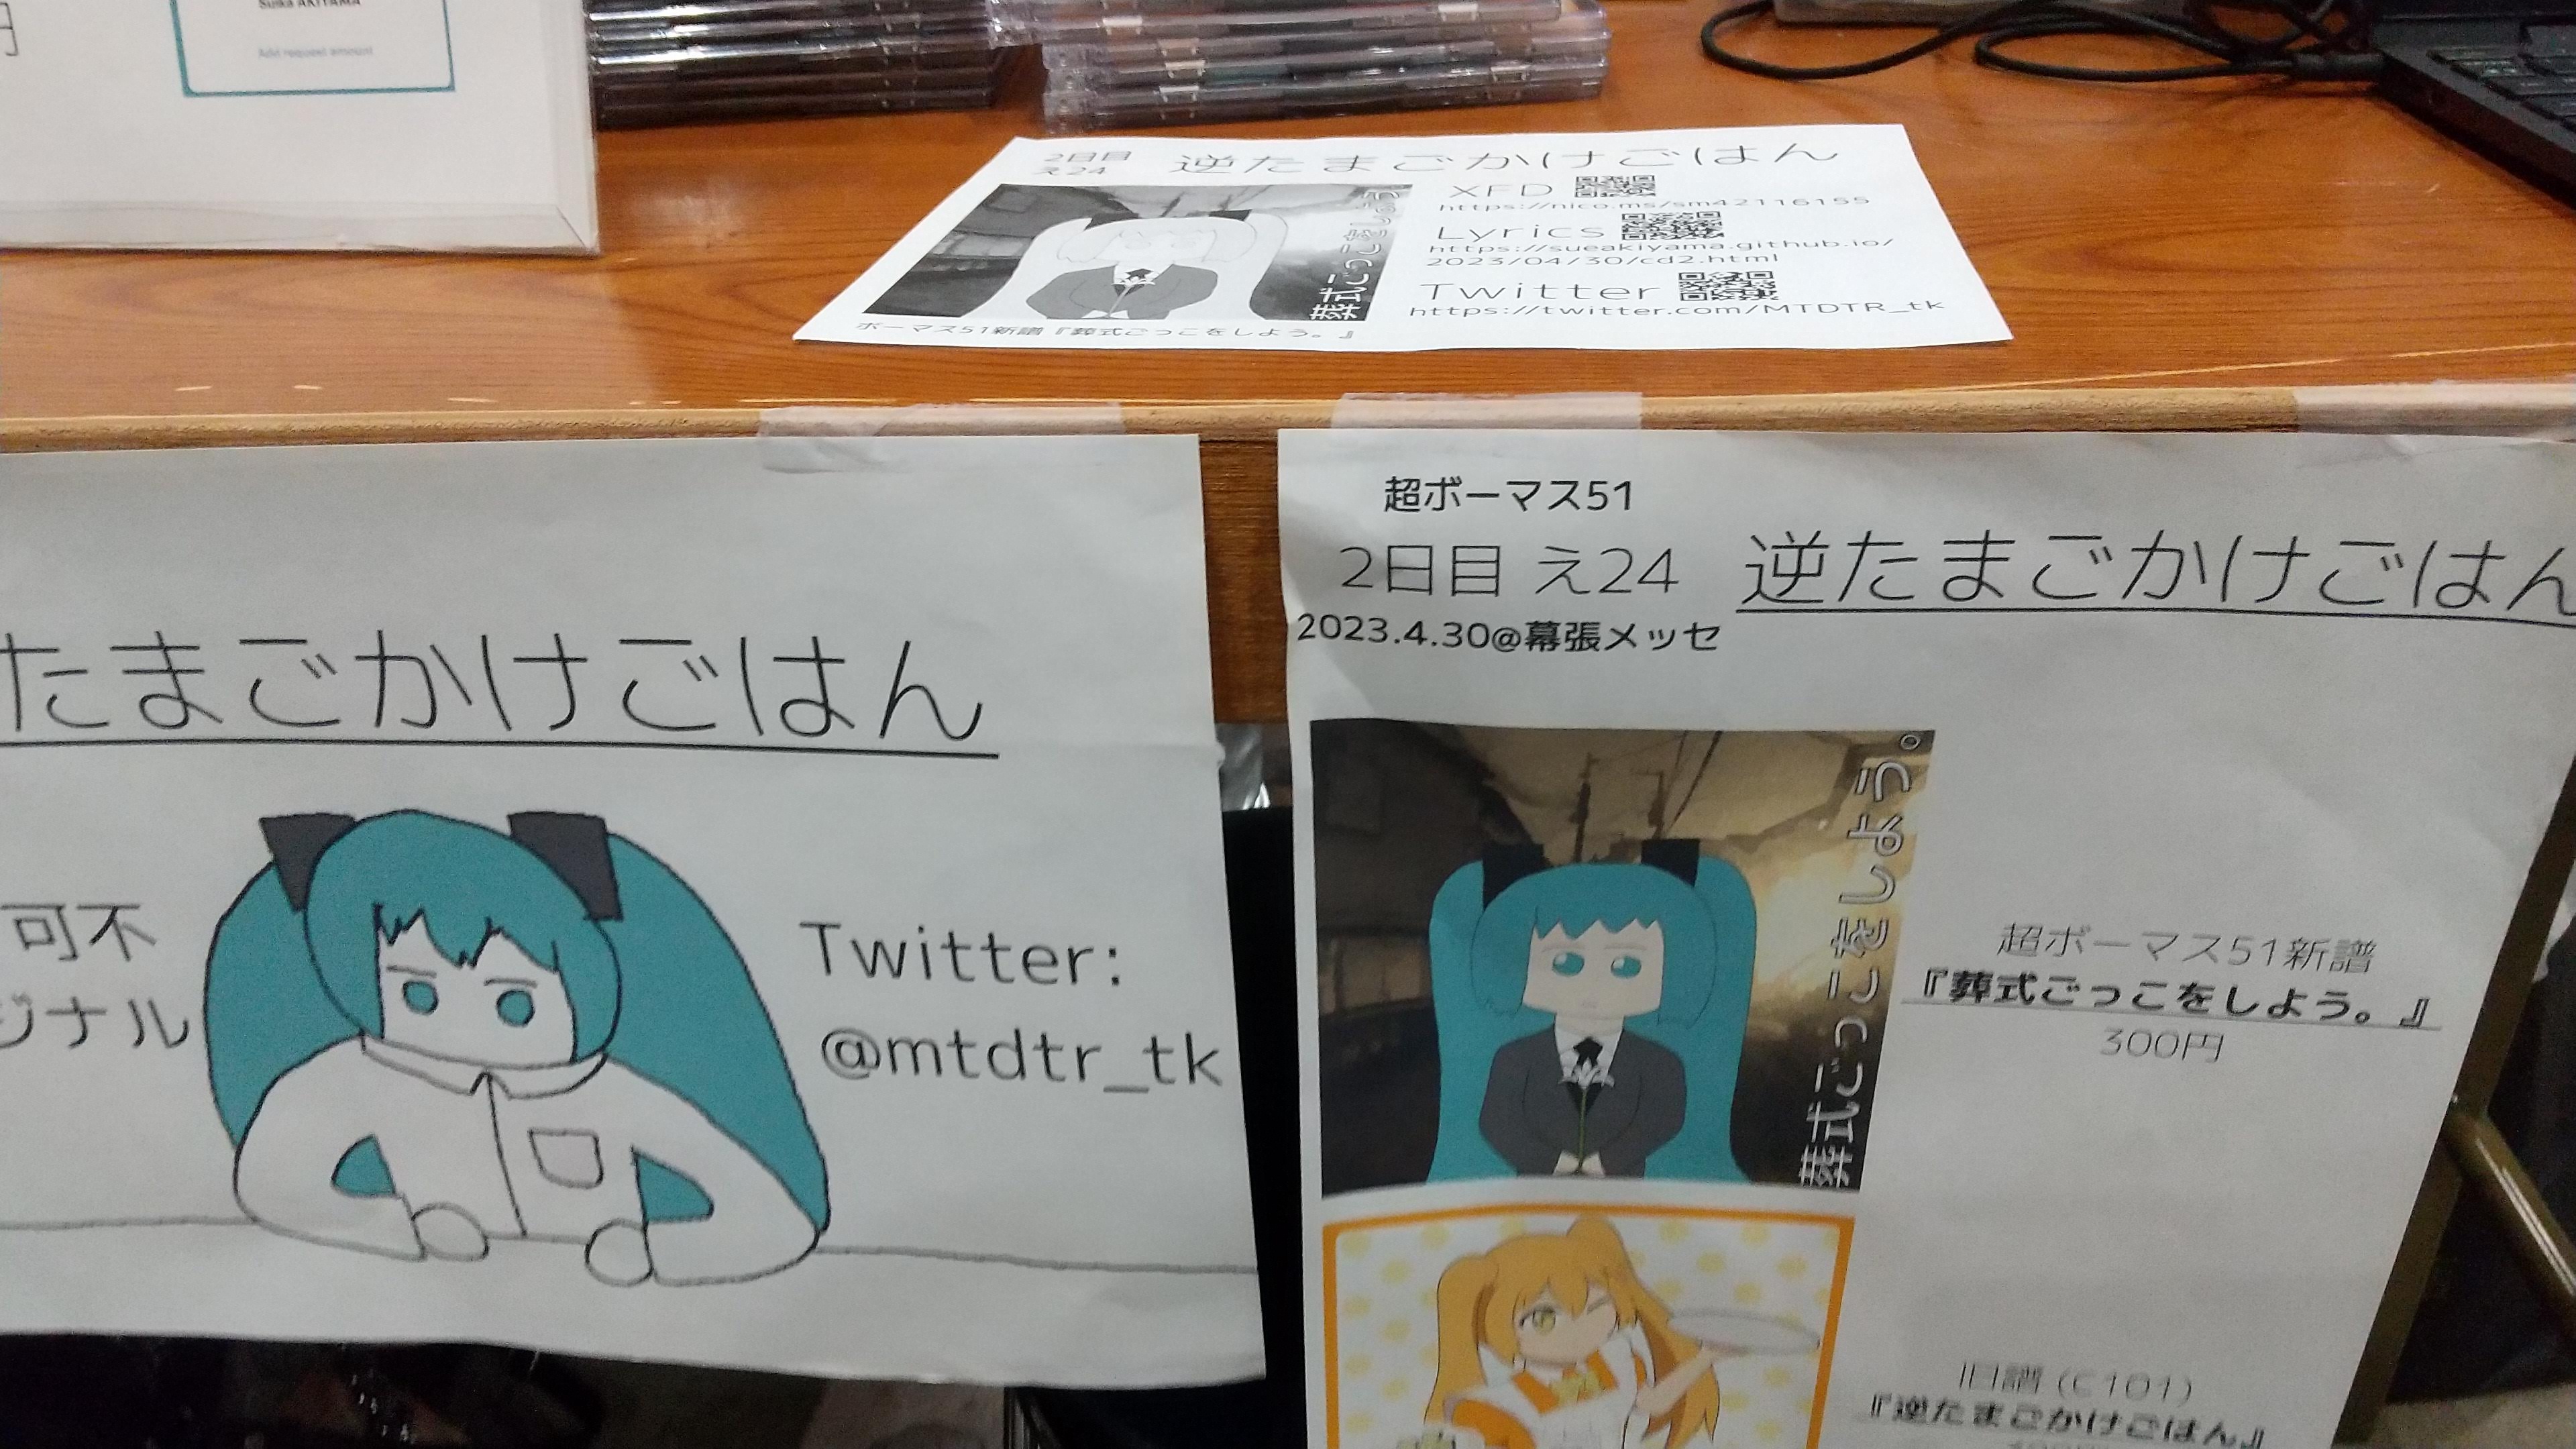 円
Suika AKIYAMA
Add request amount
2日目
え24
逆たまごかけごはん
XFD
https://nico.ms/sm42116155
Lyrics
https://sueakiyama.github.io/
2023/04/30/cd2.html
Twitter
https://twitter.com/MTDTR_tk
葬式ごっこをしよう
ボーマス51新譜『葬式ごっこをしよう。』
たまごかけごはん
可不
ジナル
Twitter:
@mtdtr_tk
超ボーマス51
2日目 え24
逆たまごかけごはん
2023.4.30@幕張メッセ
葬式ごっこをしよう。
超ボーマス51新譜
『葬式ごっこをしよう。』
300円
旧譜 (C101)
『逆たまごかけごはん』